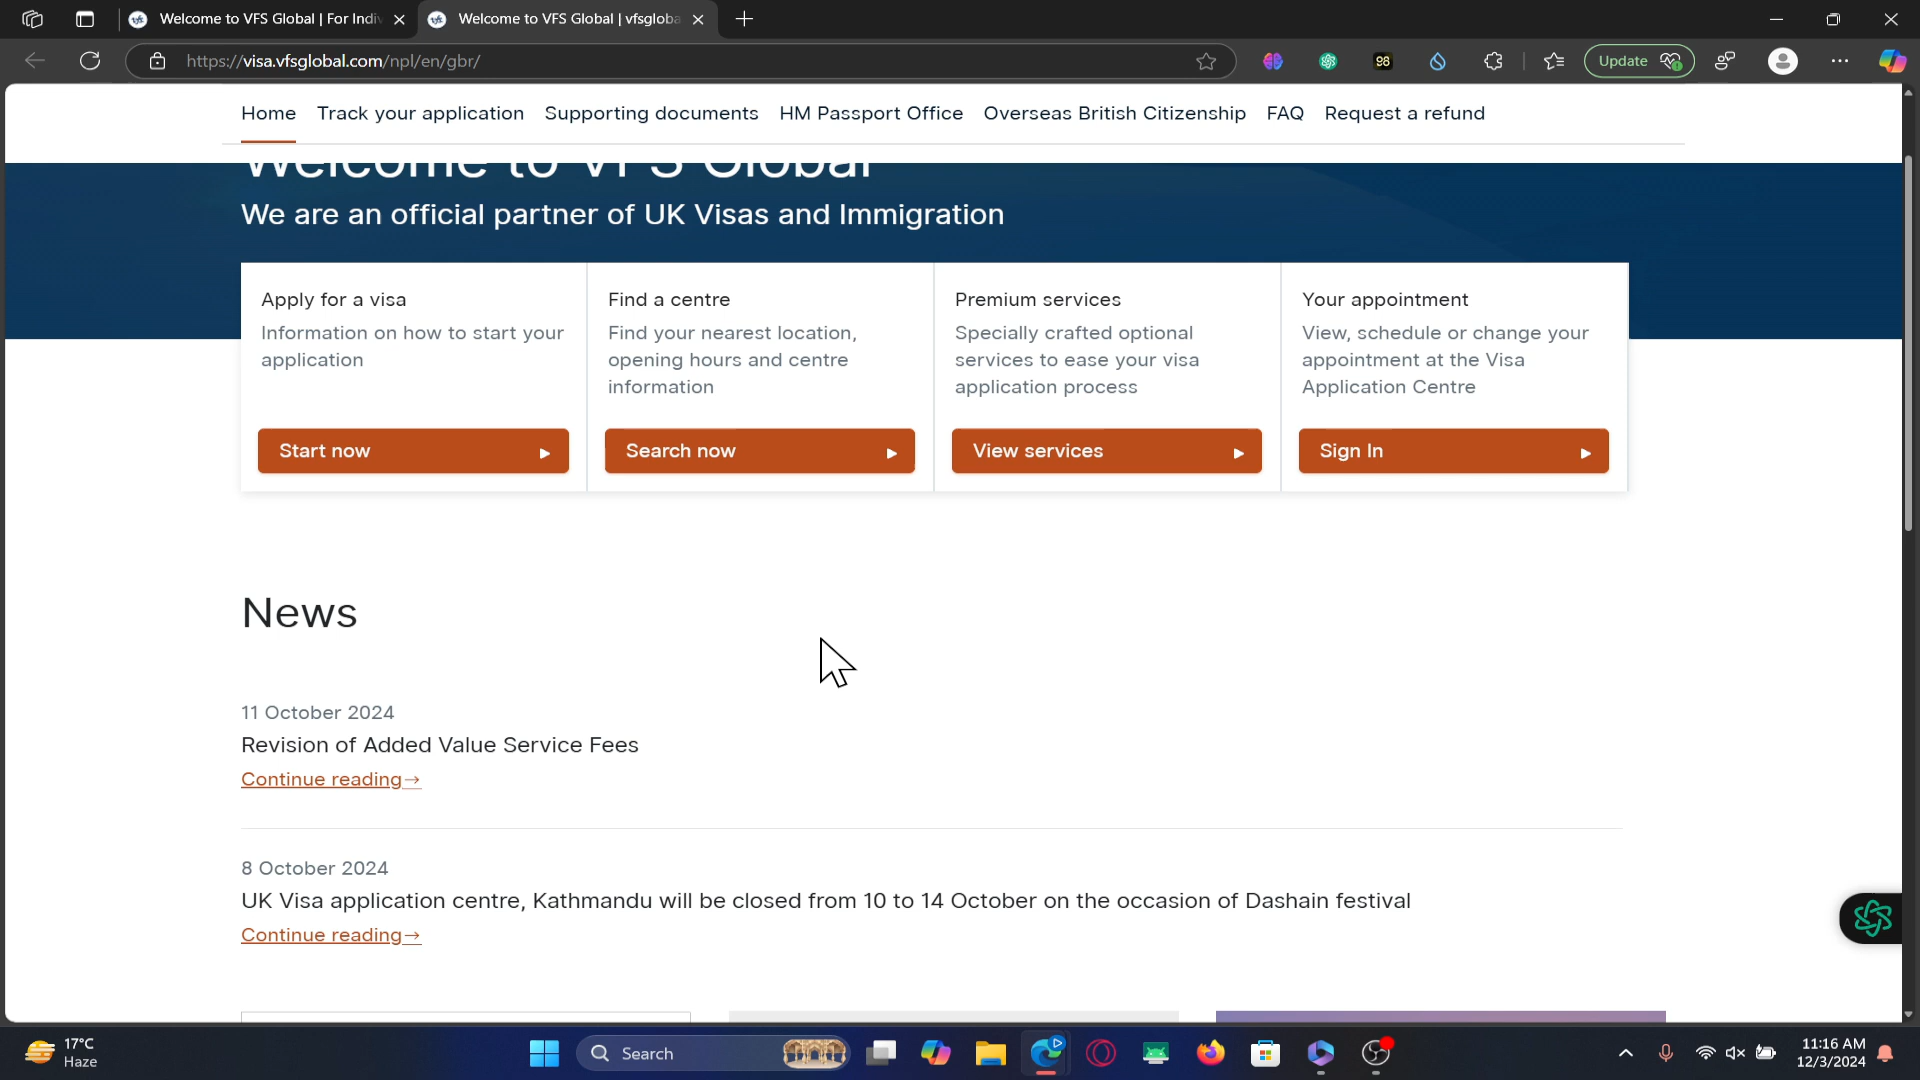 Welcome to VFS Global | For Indiv
Welcome to VFS Global | vfsgloba
https://visa.vfsglobal.com/npl/en/gbr/
98
Update
Home Track your application Supporting documents HM Passport Office Overseas British Citizenship FAQ Request a refund
Welcome to VFS Global
We are an official partner of UK Visas and Immigration
Apply for a visa
Information on how to start your
application
Start now
Find a centre
Find your nearest location,
opening hours and centre
information
Search now
Premium services
Specially crafted optional
services to ease your visa
application process
View services
Your appointment
View, schedule or change your
appointment at the Visa
Application Centre
Sign In
News
11 October 2024
Revision of Added Value Service Fees
Continue reading→
8 October 2024
UK Visa application centre, Kathmandu will be closed from 10 to 14 October on the occasion of Dashain festival
Continue reading→
17°C
Haze
Search
11:16 AM
12/3/2024